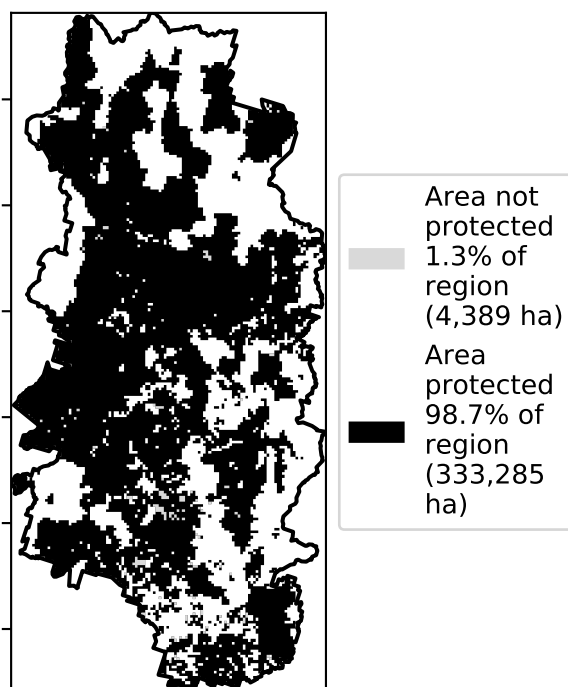 Area not
protected
1.3% of
region
(4,389 ha)
Area
protected
98.7% of
region
(333,285
ha)